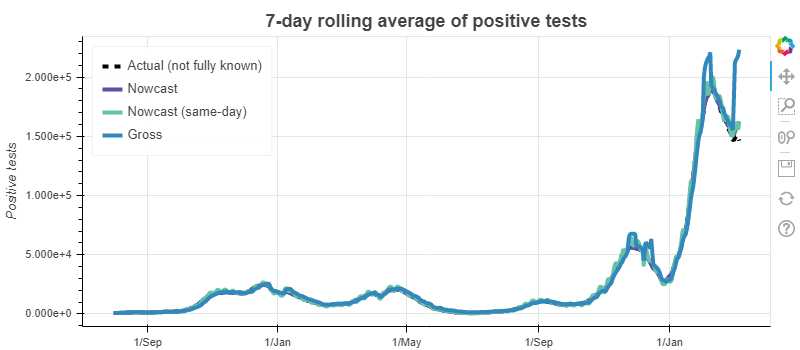 7-day rolling average of positive tests
Actual (not fully known)
Nowcast
Nowcast (same-day)
Gross
Positive tests
2.000e+5
1.500e+5
1.000e+5
5.000e+4
0.000e+0
1/Sep
1/Jan
1/May
1/Sep
1/Jan